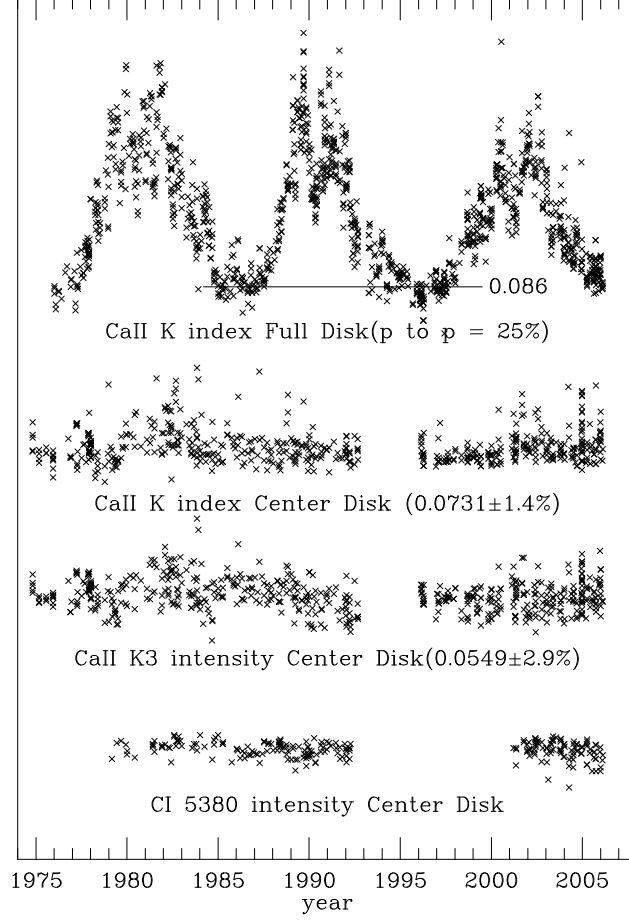 0.086
CaII K index Full Disk(p to p = 25%)
CaII K index Center Disk (0.0731±1.4%)
CaII K3 intensity Center Disk(0.0549±2.9%)
CI 5380 intensity Center Disk
1975 1980 1985 1990 1995 2000 2005
year